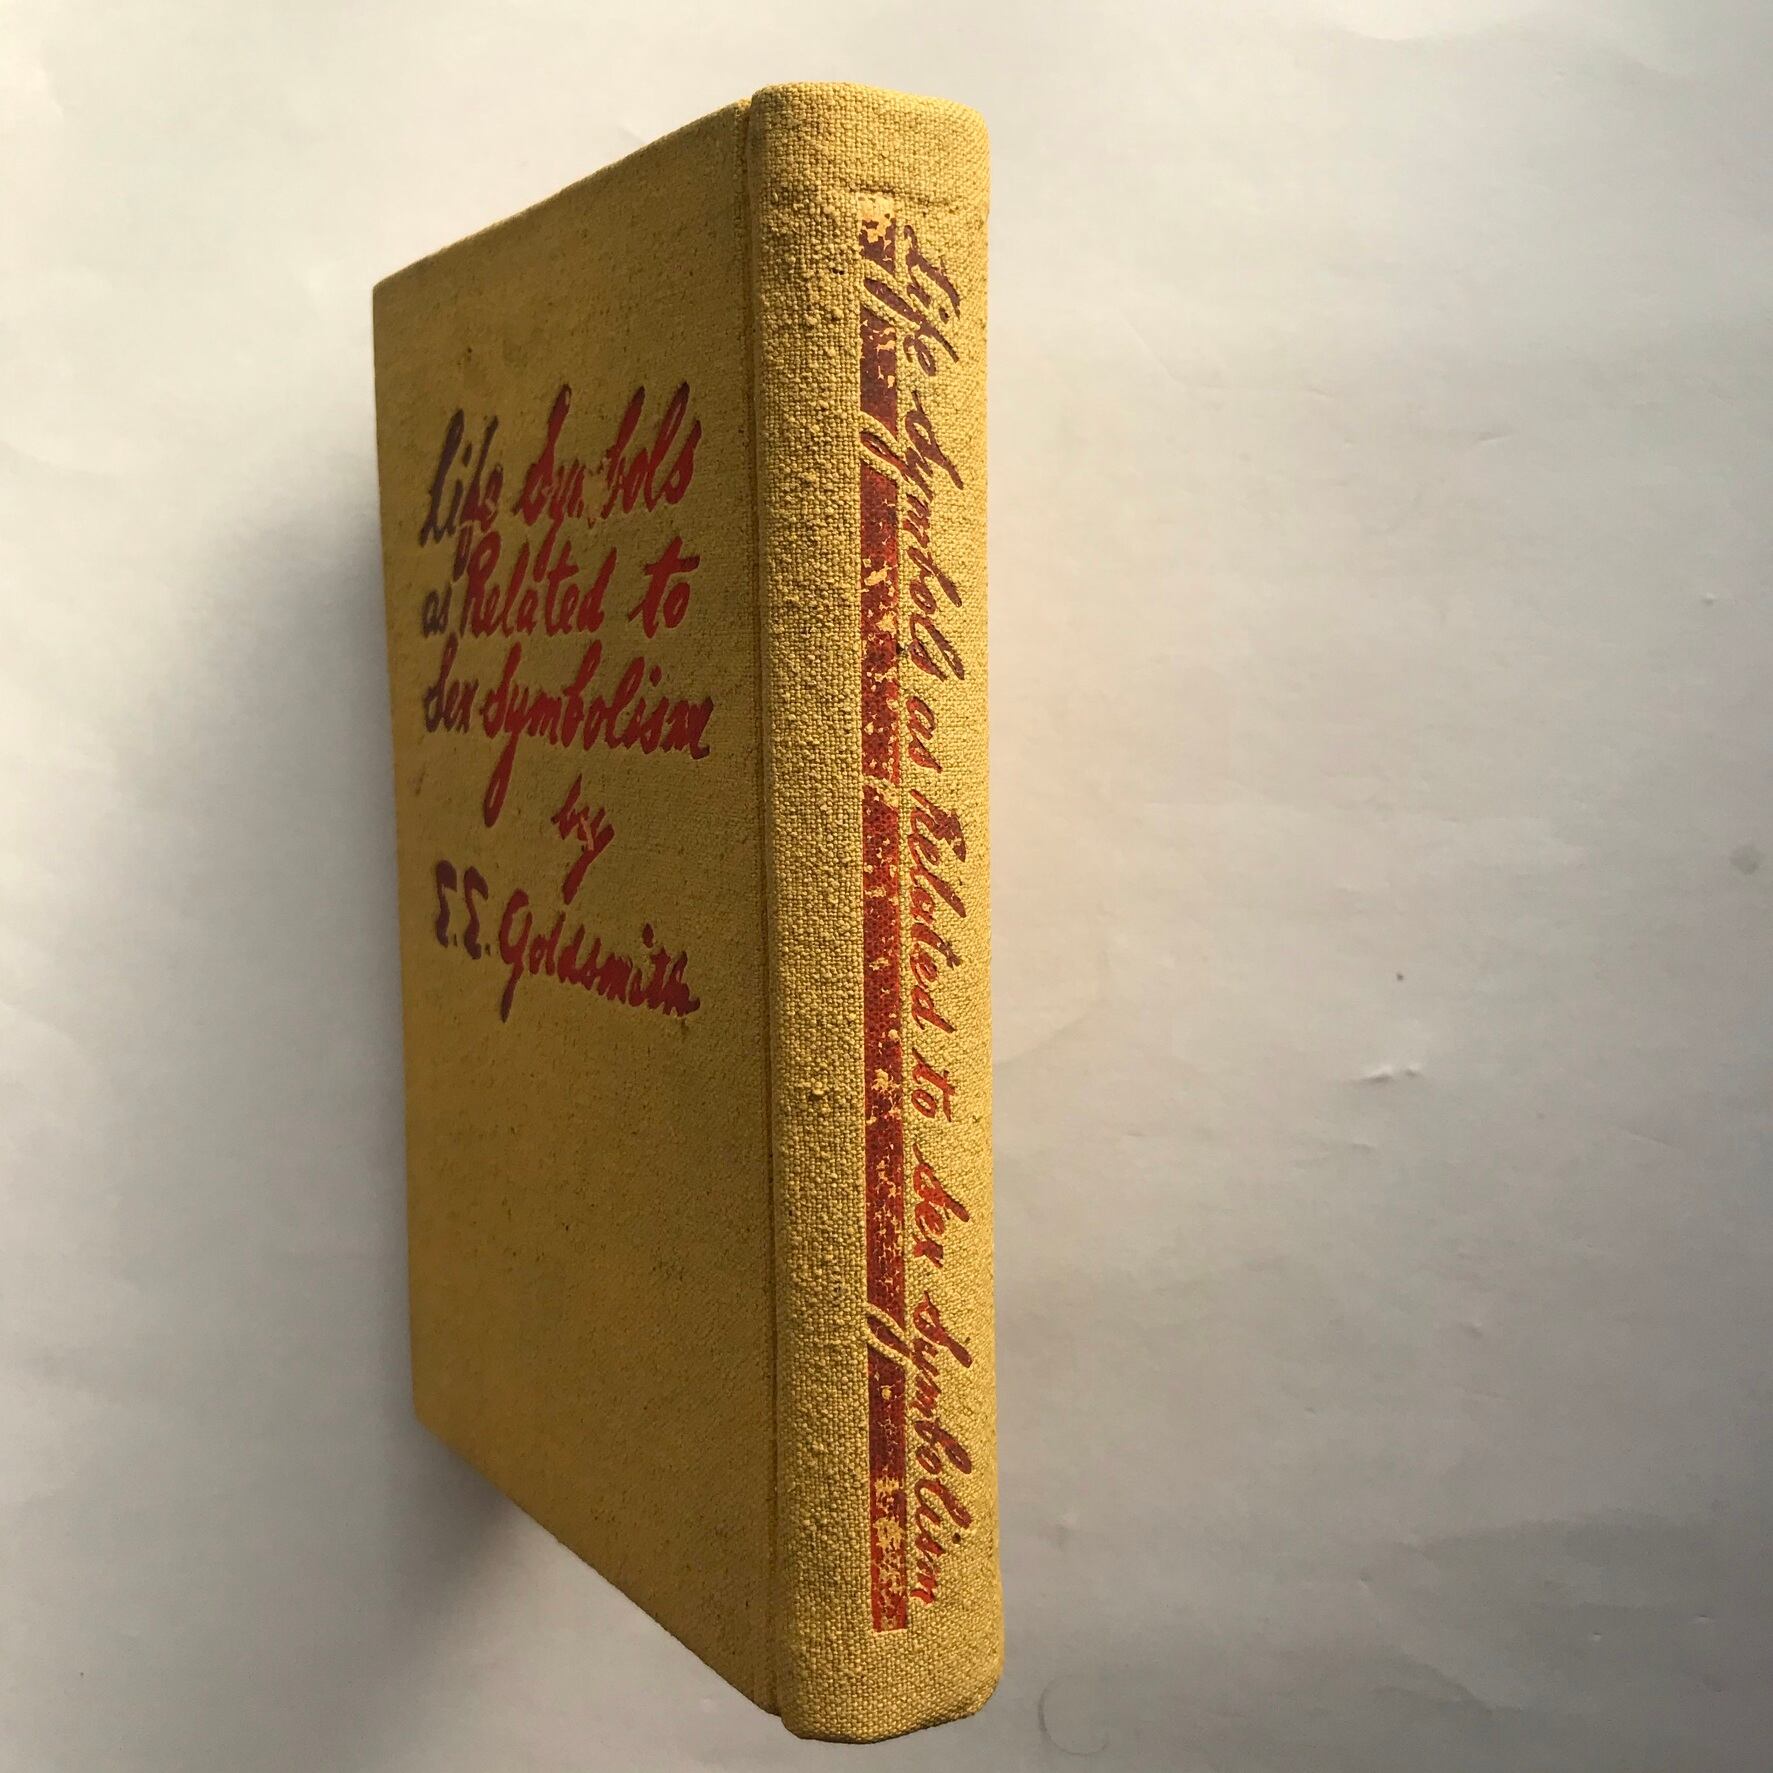 Life Symbols
as Related to
Sex Symbolism
by
E.E. Goldsmith
Life Symbols as Related to Sex Symbolism